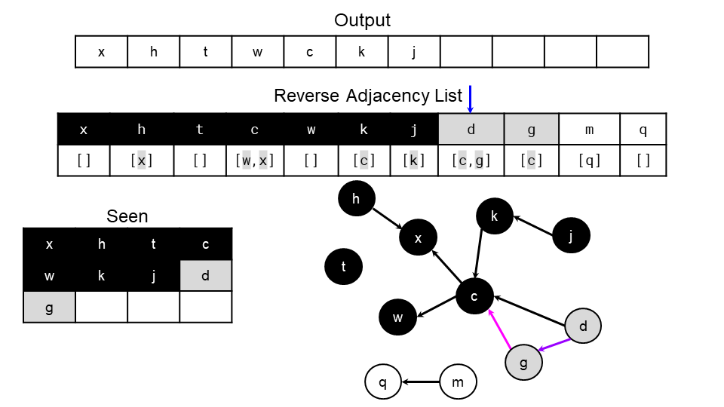 Output
x h t w c k j
Reverse Adjacency List
x h t c w k j d g m q
[] [x] [] [w,x] [] [c] [k] [c,g] [c] [q] []
Seen
x h t c
w k j d
g
h
k
x
j
t
c
w
d
g
q
m